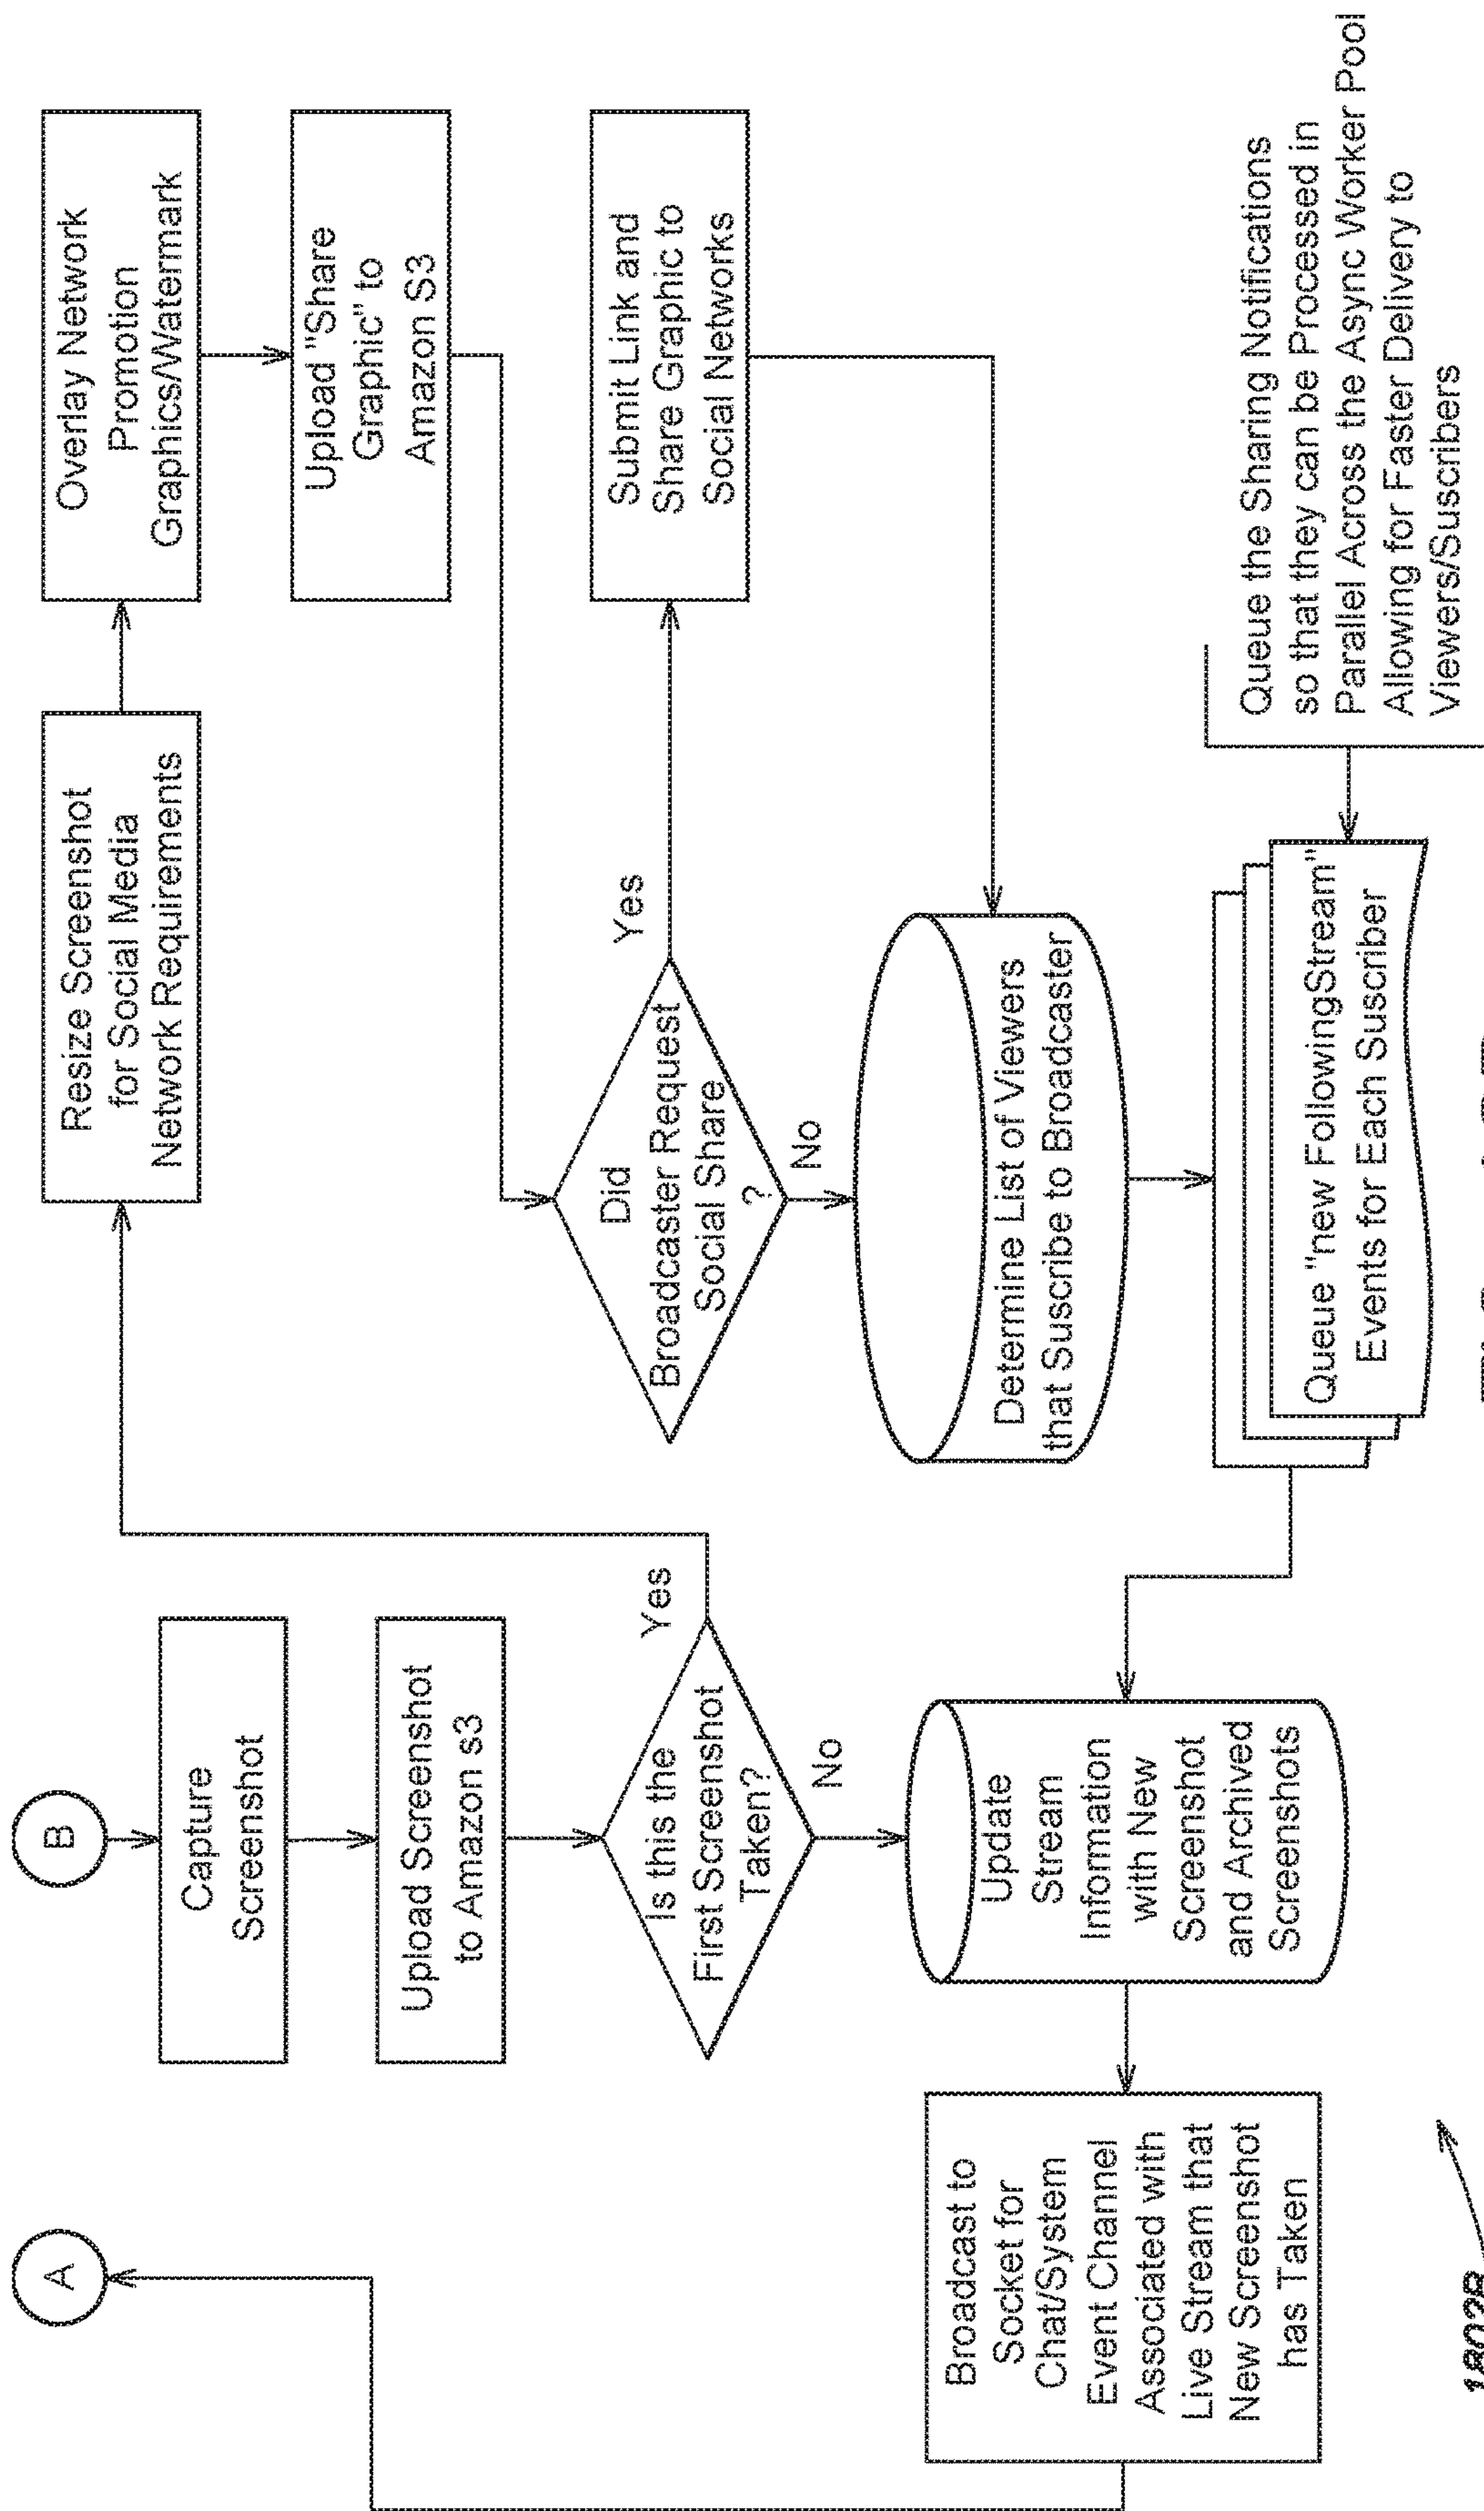 A
B
Capture
Screenshot
Upload Screenshot
to Amazon s3
Is this the
First Screenshot
Taken?
Yes
No
Update
Stream
Information
with New
Screenshot
and Archived
Screenshots
Broadcast to
Socket for
Chat/System
Event Channel
Associated with
Live Stream that
New Screenshot
has Taken
Resize Screenshot
for Social Media
Network Requirements
Overlay Network
Promotion
Graphics/Watermark
Upload "Share
Graphic" to
Amazon S3
Did
Broadcaster Request
Social Share
?
Yes
No
Submit Link and
Share Graphic to
Social Networks
Determine List of Viewers
that Suscribe to Broadcaster
Queue "new FollowingStream"
Events for Each Suscriber
Queue the Sharing Notifications
so that they can be Processed in
Parallel Across the Async Worker Pool
Allowing for Faster Delivery to
Viewers/Suscribers
1802B